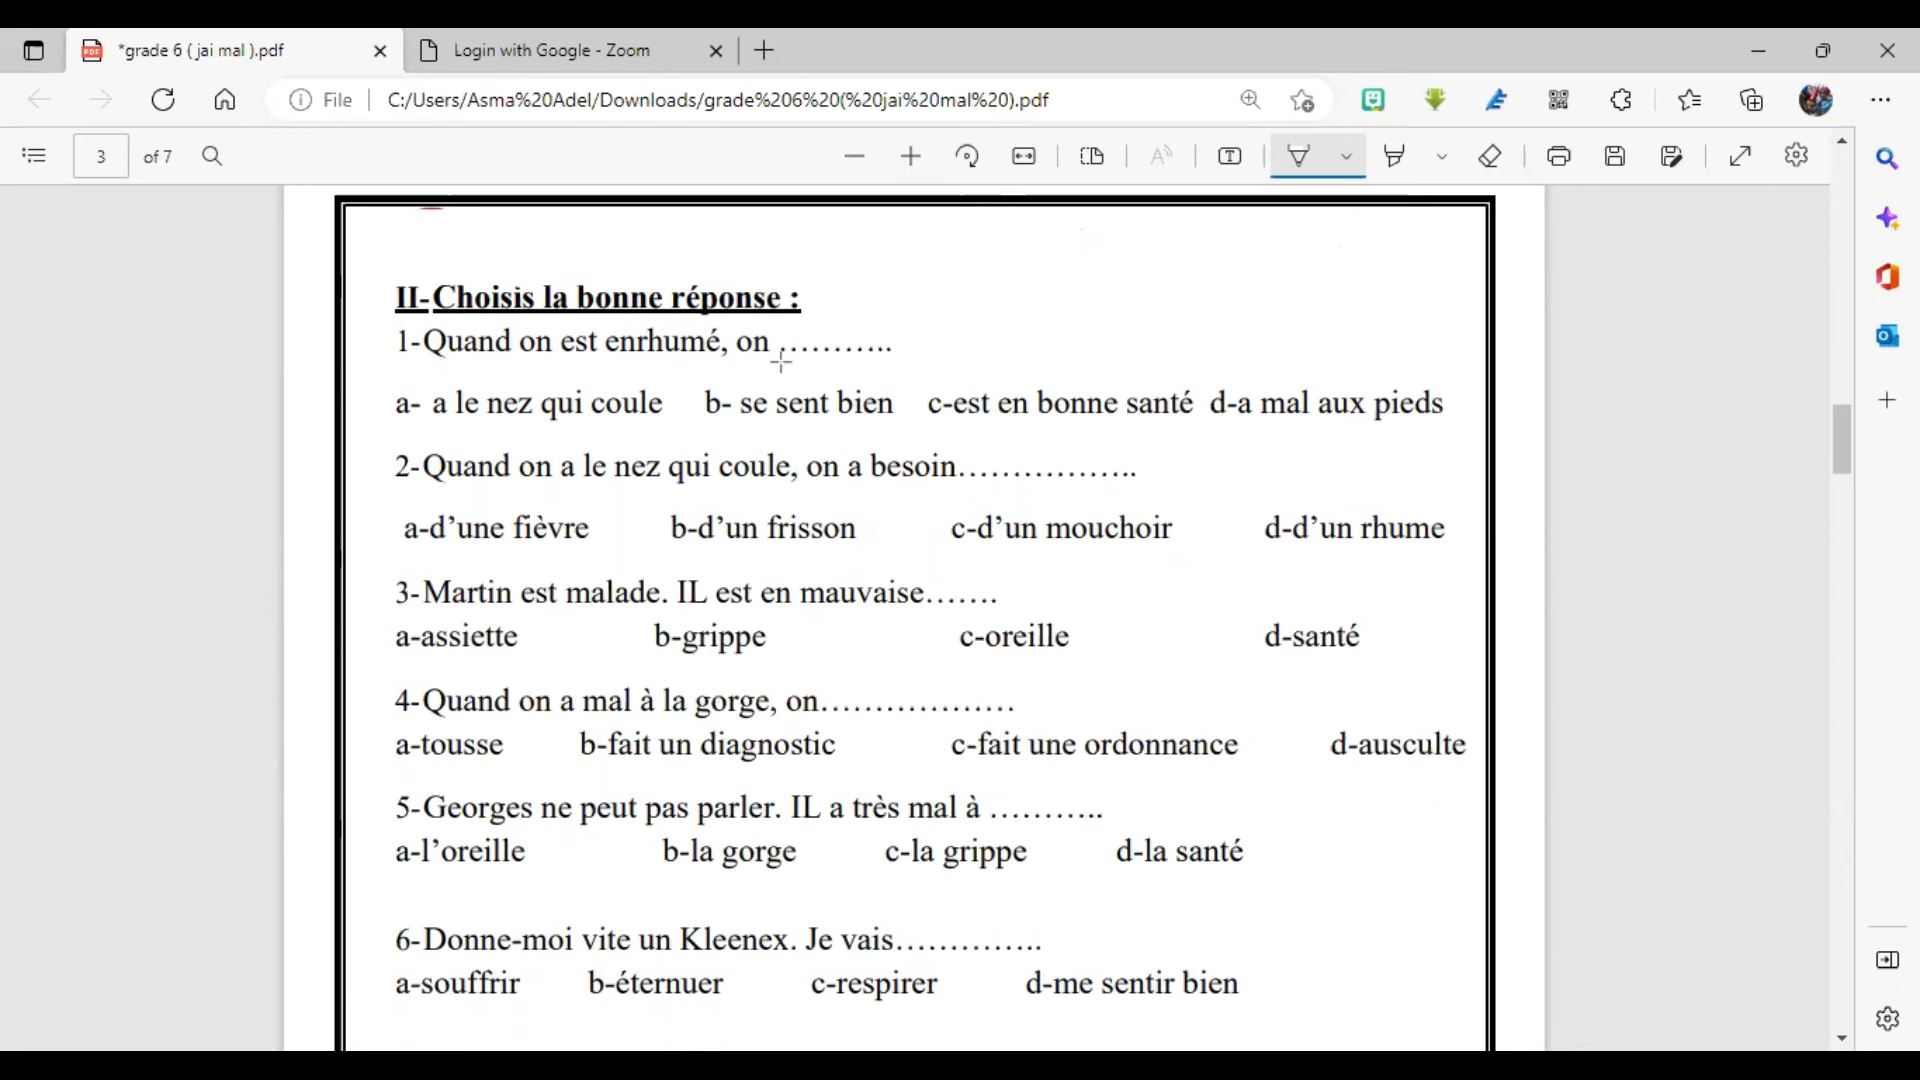 *grade 6 ( jai mal ).pdf
Login with Google - Zoom
File
C:/Users/Asma%20Adel/Downloads/grade%206%20(%20jai%20mal%20).pdf
3
of 7
II-Choisis la bonne réponse :
1-Quand on est enrhumé, on ………..
a- a le nez qui coule b- se sent bien c-est en bonne santé d-a mal aux pieds
2-Quand on a le nez qui coule, on a besoin……………..
a-d’une fièvre b-d’un frisson c-d’un mouchoir d-d’un rhume
3-Martin est malade. IL est en mauvaise…….
a-assiette b-grippe c-oreille d-santé
4-Quand on a mal à la gorge, on………………
a-tousse b-fait un diagnostic c-fait une ordonnance d-ausculte
5-Georges ne peut pas parler. IL a très mal à ………..
a-l’oreille b-la gorge c-la grippe d-la santé
6-Donne-moi vite un Kleenex. Je vais…………..
a-souffrir b-éternuer c-respirer d-me sentir bien